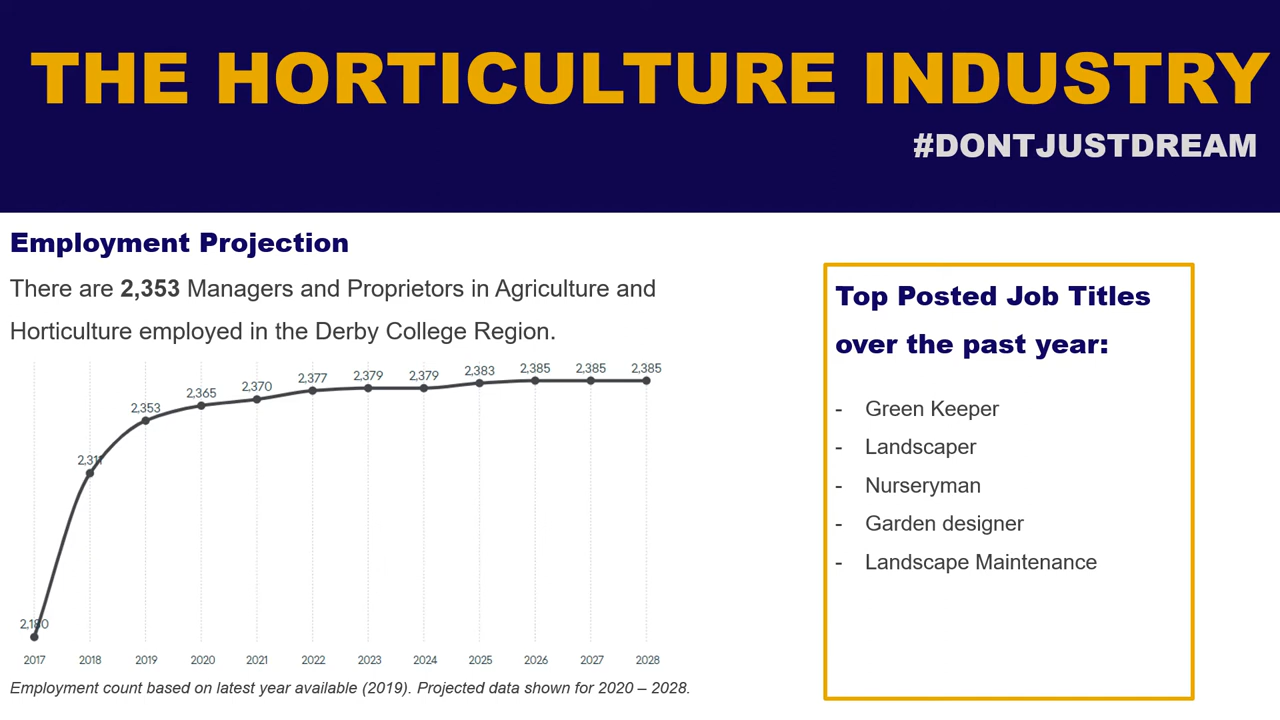 THE HORTICULTURE INDUSTRY
#DONTJUSTDREAM
Employment Projection
There are 2,353 Managers and Proprietors in Agriculture and
Horticulture employed in the Derby College Region.
2,180
2,317
2,353
2,365
2,370
2,377
2,379
2,379
2,383
2,385
2,385
2,385
2017 2018 2019 2020 2021 2022 2023 2024 2025 2026 2027 2028
Employment count based on latest year available (2019). Projected data shown for 2020 – 2028.
Top Posted Job Titles
over the past year:
- Green Keeper
- Landscaper
- Nurseryman
- Garden designer
- Landscape Maintenance